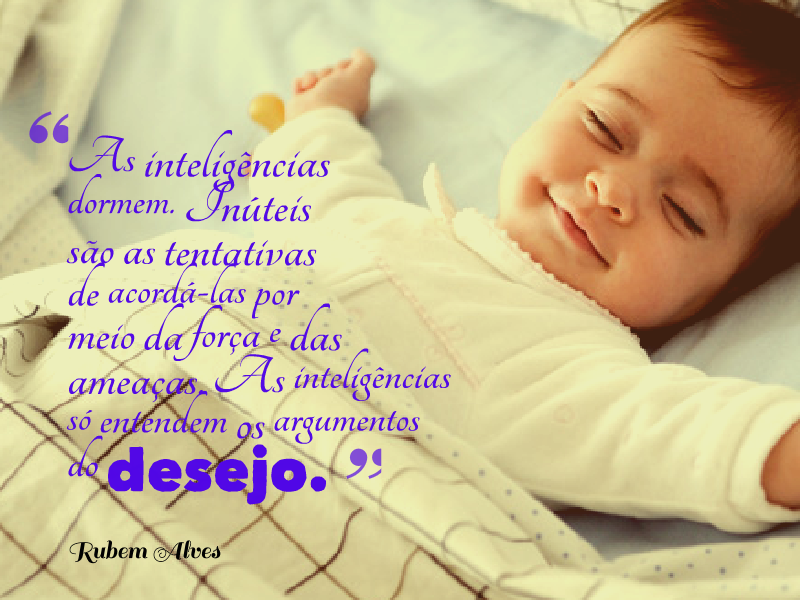 “As inteligências
dormem. Inúteis
são as tentativas
de acordá-las por
meio da força e das
ameaças. As inteligências
só entendem os argumentos
do desejo.”
Rubem Alves